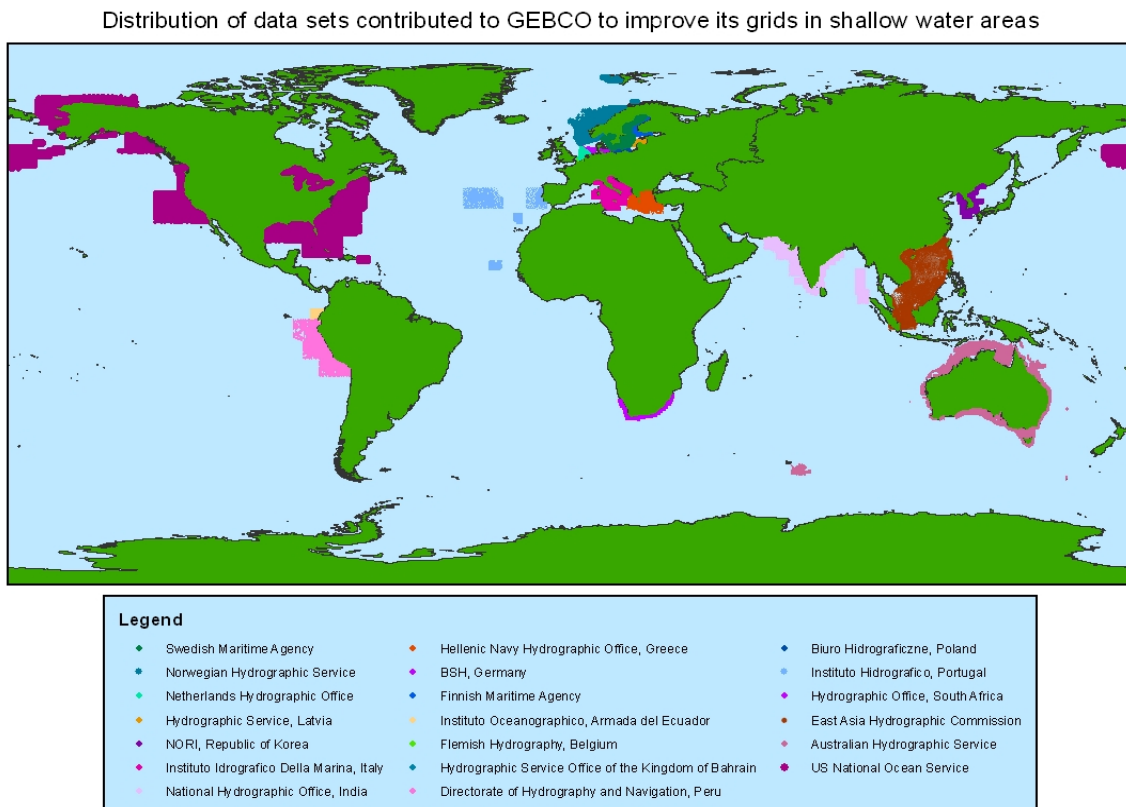 Distribution of data sets contributed to GEBCO to improve its grids in shallow water areas
Legend
Swedish Maritime Agency
Norwegian Hydrographic Service
Netherlands Hydrographic Office
Hydrographic Service, Latvia
NORI, Republic of Korea
Instituto Idrografico Della Marina, Italy
National Hydrographic Office, India
Hellenic Navy Hydrographic Office, Greece
BSH, Germany
Finnish Maritime Agency
Instituto Oceanographico, Armada del Ecuador
Flemish Hydrography, Belgium
Hydrographic Service Office of the Kingdom of Bahrain
Directorate of Hydrography and Navigation, Peru
Biuro Hidrograficzne, Poland
Instituto Hidrografico, Portugal
Hydrographic Office, South Africa
East Asia Hydrographic Commission
Australian Hydrographic Service
US National Ocean Service